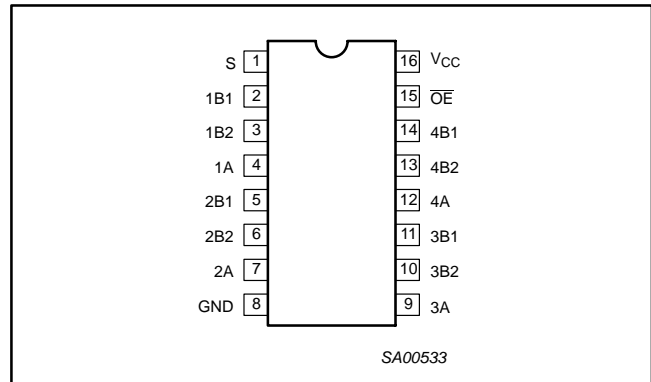 S 1 16 VCC
1B1 2 15 OE
1B2 3 14 4B1
1A 4 13 4B2
2B1 5 12 4A
2B2 6 11 3B1
2A 7 10 3B2
GND 8 9 3A
SA00533